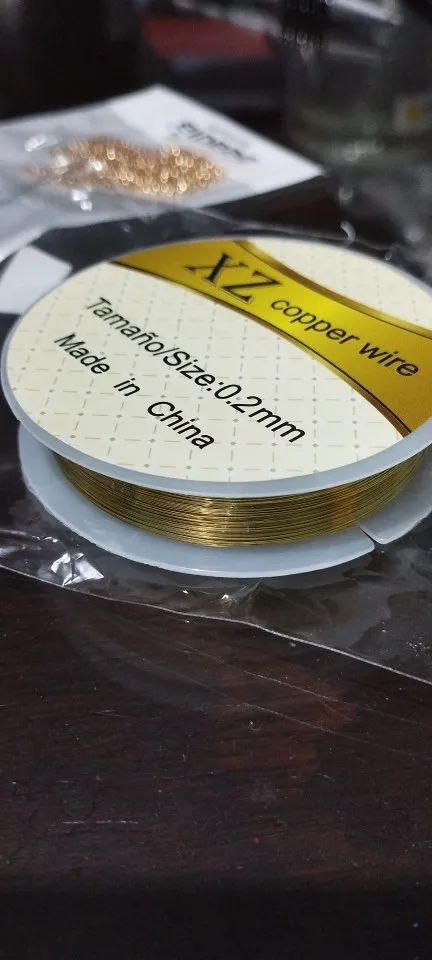 XZ copper wire
Tamaño/Size:0.2mm
Made in China